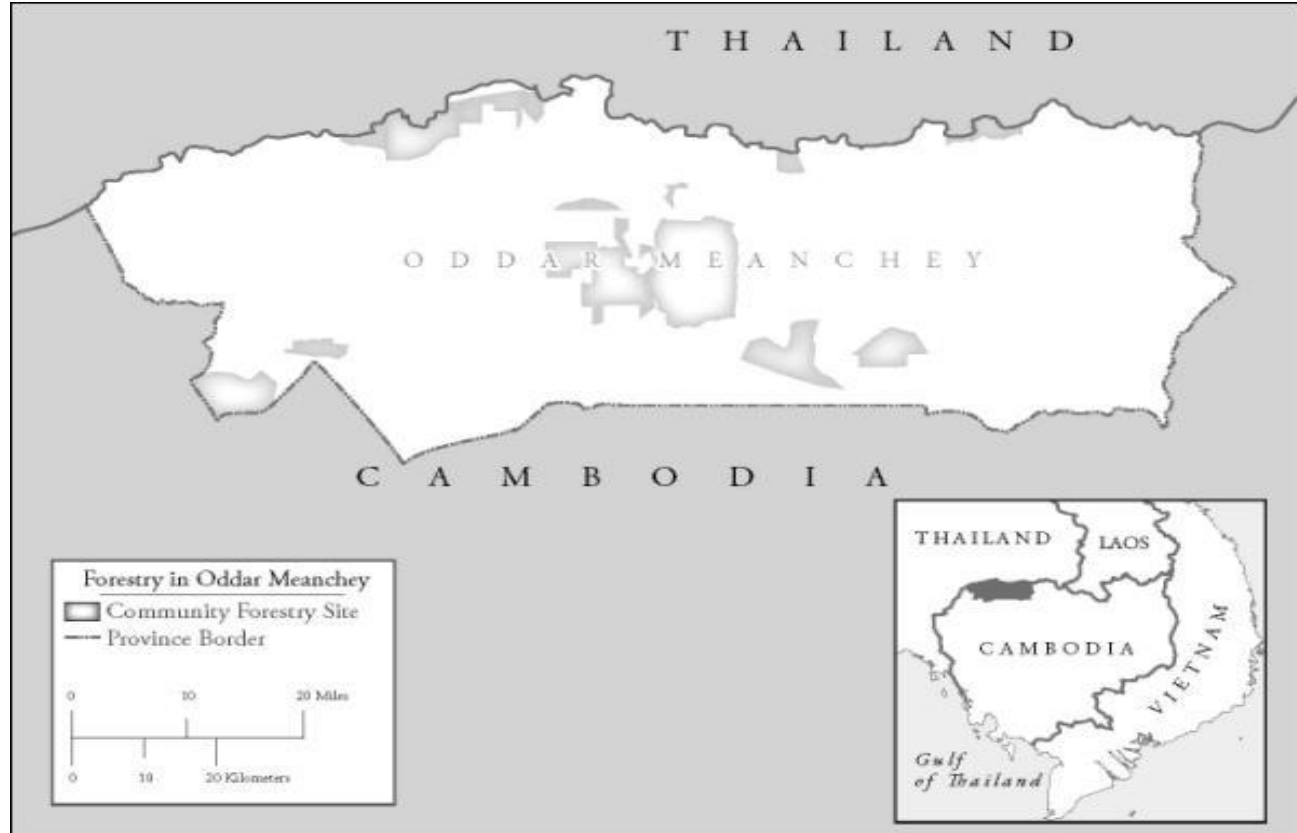 THAILAND
ODDAR MEANCHEY
CAMBODIA
Forestry in Oddar Meanchey
Community Forestry Site
Province Border
0 10 20 Miles
0 10 20 Kilometers
THAILAND
LAOS
CAMBODIA
VIETNAM
Gulf
of Thailand